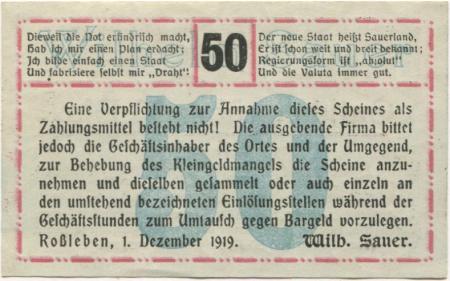 Dieweil die Not erfindrisch macht,
Hab ich mir einen Plan erdacht;
Ich bilde einfach einen Staat
Und fabriziere selbst mir „Draht“:
50
Der neue Staat heißt Sauerland,
Er ist schon weit und breit bekannt;
Regierungsform ist „absolut“
Und die Valuta immer gut.
50
Eine Verpflichtung zur Annahme dieses Scheines als
Zahlungsmittel besteht nicht! Die ausgebende Firma bittet
jedoch die Geschäftsinhaber des Ortes und der Umgegend,
zur Behebung des Kleingeldmangels die Scheine anzu-
nehmen und dieselben gesammelt oder auch einzeln an
den umstehend bezeichneten Einlösungsstellen während der
Geschäftsstunden zum Umtausch gegen Bargeld vorzulegen.
Roßleben, 1. Dezember 1919. Wilh. Sauer.